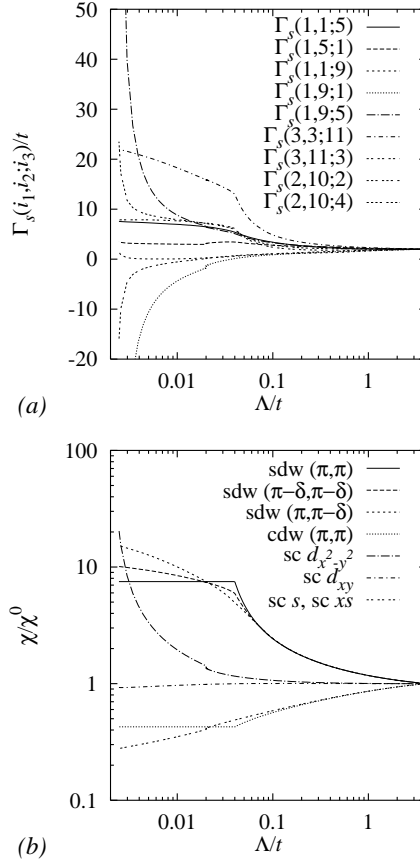 50
40
30
20
10
0
-10
-20
Γs(i1,i2;i3)/t
Γs(1,1;5)
Γs(1,5;1)
Γs(1,1;9)
Γs(1,9;1)
Γs(1,9;5)
Γs(3,3;11)
Γs(3,11;3)
Γs(2,10;2)
Γs(2,10;4)
0.01
0.1
1
(a)
Λ/t
100
10
1
0.1
χ/χ⁰
sdw (π,π)
sdw (π−δ,π−δ)
sdw (π,π−δ)
cdw (π,π)
sc dx²-y²
sc dxy
sc s, sc xs
0.01
0.1
1
(b)
Λ/t